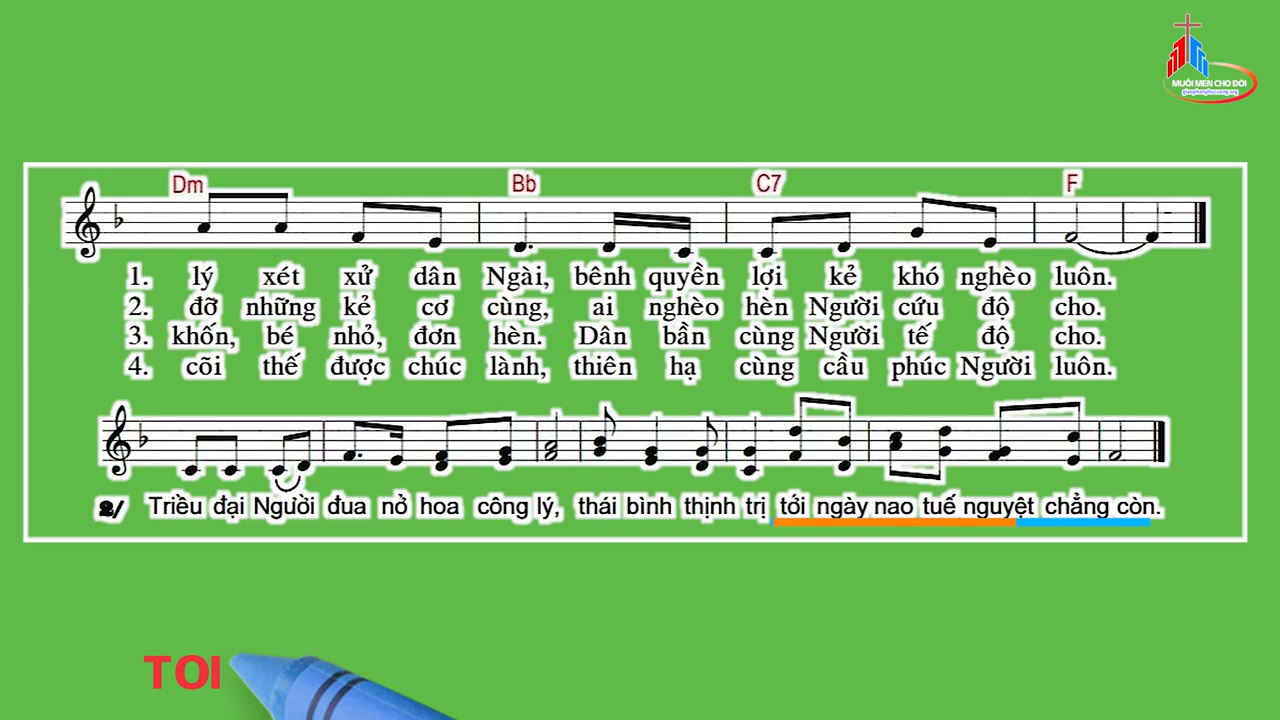 MUỐI MEN CHO ĐỜI
giaophanphucuong.org
Dm Bb C7 F
1. lý xét xử dân Ngài, bênh quyền lợi kẻ khó nghèo luôn.
2. đỡ những kẻ cơ cùng, ai nghèo hèn Người cứu độ cho.
3. khốn, bé nhỏ, đơn hèn. Dân bần cùng Người tế độ cho.
4. cõi thế được chúc lành, thiên hạ cùng cầu phúc Người luôn.
2/ Triều đại Người đua nở hoa công lý, thái bình thịnh trị tới ngày nao tuế nguyệt chẳng còn.
TOI